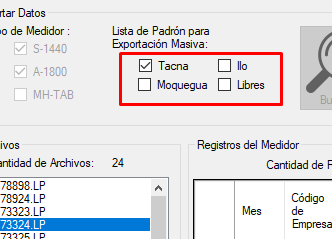 rtar Datos
po de Medidor :
Lista de Padrón para
Exportación Masiva:
S-1440
A-1800
MH-TAB
Tacna
Ilo
Moquegua
Libres
Bu
ivos
antidad de Archivos: 24
Registros del Medidor
Cantidad de F
78898.LP
78924.LP
73323.LP
73324.LP
73325.LP
Mes
Código
de
Empresa